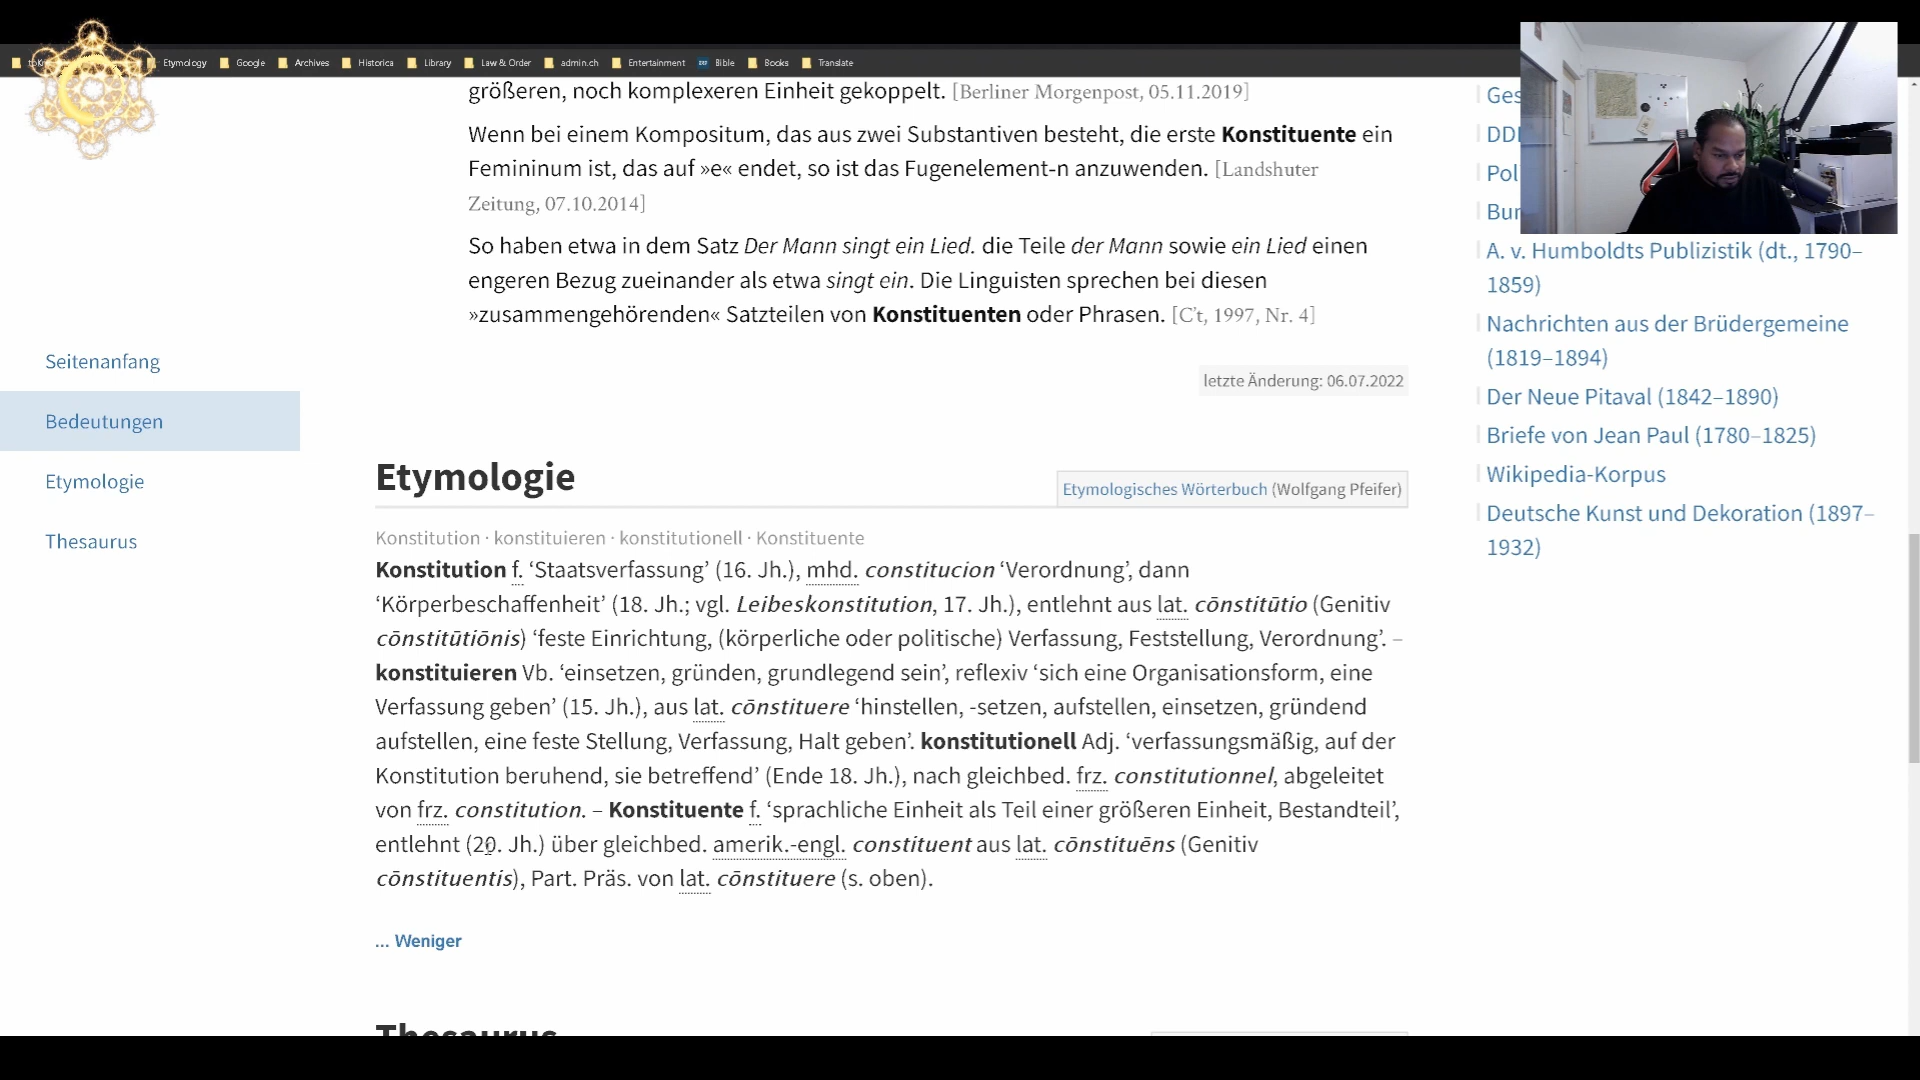 Etymology
Google
Archives
Historica
Library
Law & Order
admin.ch
Entertainment
Bible
Books
Translate
größeren, noch komplexeren Einheit gekoppelt. [Berliner Morgenpost, 05.11.2019]
Wenn bei einem Kompositum, das aus zwei Substantiven besteht, die erste Konstituente ein
Femininum ist, das auf »e« endet, so ist das Fugenelement-n anzuwenden. [Landshuter
Zeitung, 07.10.2014]
So haben etwa in dem Satz Der Mann singt ein Lied. die Teile der Mann sowie ein Lied einen
engeren Bezug zueinander als etwa singt ein. Die Linguisten sprechen bei diesen
»zusammengehörenden« Satzteilen von Konstituenten oder Phrasen. [C't, 1997, Nr. 4]
letzte Änderung: 06.07.2022
Seitenanfang
Bedeutungen
Etymologie
Thesaurus
Etymologie
Etymologisches Wörterbuch (Wolfgang Pfeifer)
Konstitution · konstituieren · konstitutionell · Konstituente
Konstitution f. ‘Staatsverfassung’ (16. Jh.), mhd. constitucion ‘Verordnung’, dann
‘Körperbeschaffenheit’ (18. Jh.; vgl. Leibeskonstitution, 17. Jh.), entlehnt aus lat. cōnstitūtio (Genitiv
cōnstitūtiōnis) ‘feste Einrichtung, (körperliche oder politische) Verfassung, Feststellung, Verordnung’. –
konstituieren Vb. ‘einsetzen, gründen, grundlegend sein’, reflexiv ‘sich eine Organisationsform, eine
Verfassung geben’ (15. Jh.), aus lat. cōnstituere ‘hinstellen, -setzen, aufstellen, einsetzen, gründend
aufstellen, eine feste Stellung, Verfassung, Halt geben’. konstitutionell Adj. ‘verfassungsmäßig, auf der
Konstitution beruhend, sie betreffend’ (Ende 18. Jh.), nach gleichbed. frz. constitutionnel, abgeleitet
von frz. constitution. – Konstituente f. ‘sprachliche Einheit als Teil einer größeren Einheit, Bestandteil’,
entlehnt (20. Jh.) über gleichbed. amerik.-engl. constituent aus lat. cōnstituēns (Genitiv
cōnstituentis), Part. Präs. von lat. cōnstituere (s. oben).
... Weniger
Thesaurus
Ges
DD
Pol
Bun
A. v. Humboldts Publizistik (dt., 1790–
1859)
Nachrichten aus der Brüdergemeine
(1819–1894)
Der Neue Pitaval (1842–1890)
Briefe von Jean Paul (1780–1825)
Wikipedia-Korpus
Deutsche Kunst und Dekoration (1897–
1932)